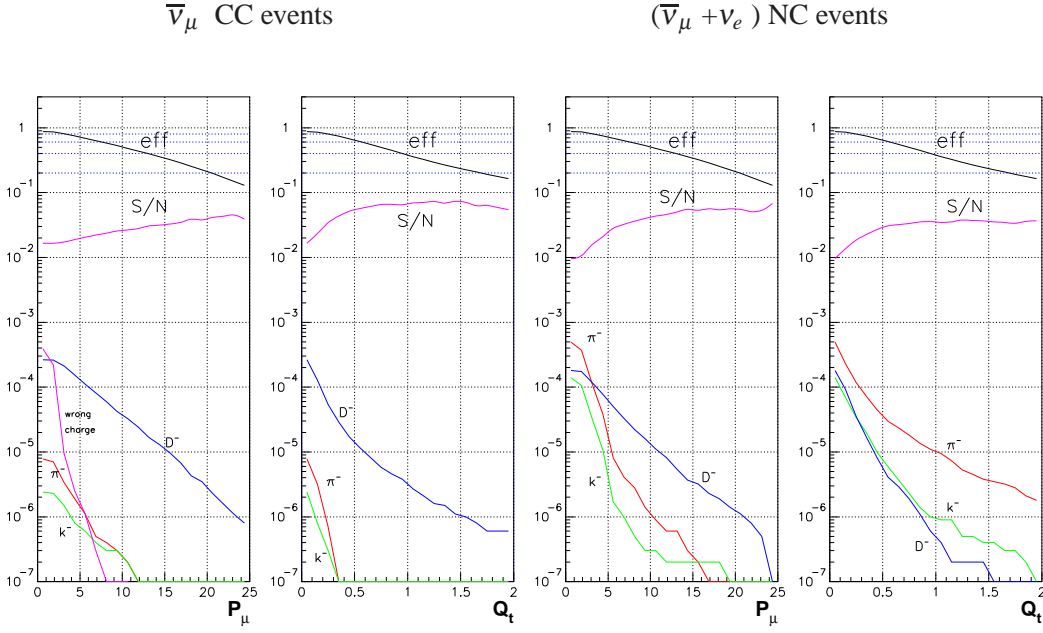 ν̅μ CC events
(ν̅μ + νe ) NC events
1
10⁻¹
10⁻²
10⁻³
10⁻⁴
10⁻⁵
10⁻⁶
10⁻⁷
eff
S/N
wrong
charge
D⁻
π⁻
k⁻
0 5 10 15 20 25
Pμ
1
10⁻¹
10⁻²
10⁻³
10⁻⁴
10⁻⁵
10⁻⁶
10⁻⁷
eff
S/N
D⁻
π⁻
k⁻
0 0.5 1 1.5 2
Qt
1
10⁻¹
10⁻²
10⁻³
10⁻⁴
10⁻⁵
10⁻⁶
10⁻⁷
eff
S/N
π⁻
D⁻
k⁻
0 5 10 15 20 25
Pμ
1
10⁻¹
10⁻²
10⁻³
10⁻⁴
10⁻⁵
10⁻⁶
10⁻⁷
eff
S/N
π⁻
k⁻
D⁻
0 0.5 1 1.5 2
Qt